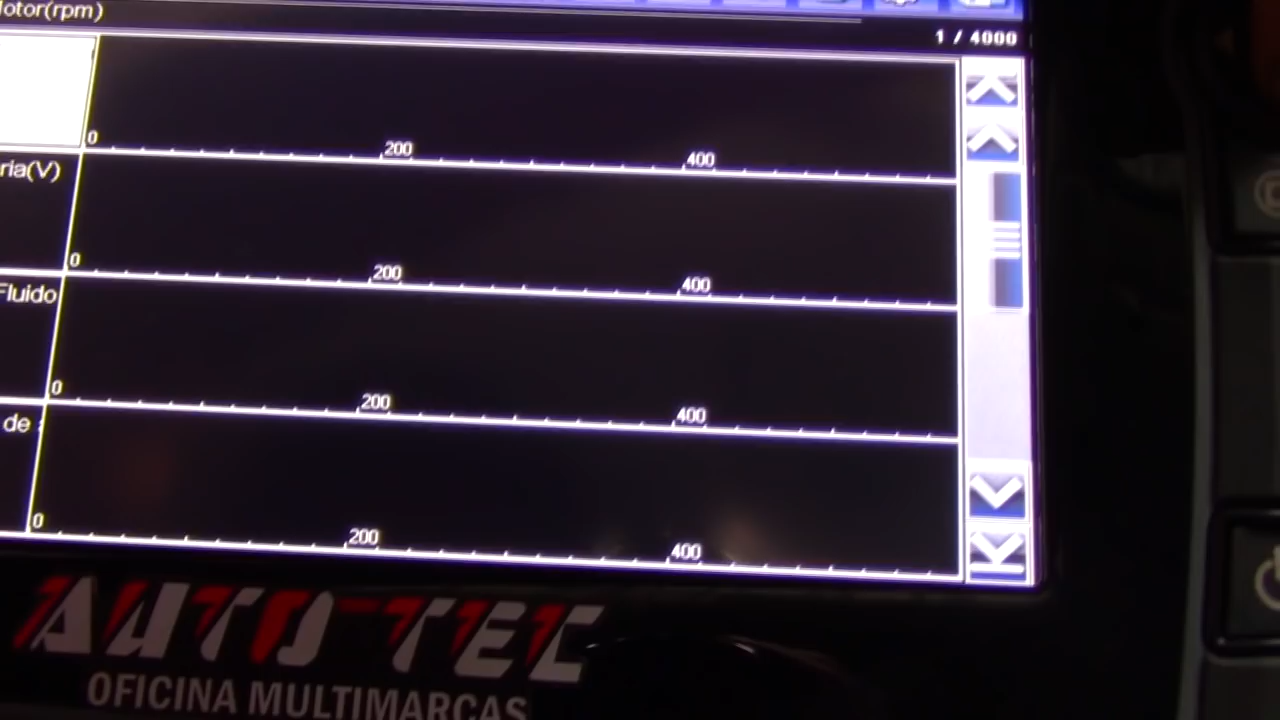 (rpm)
1 / 4000
0 200 400
ria(V)
0 200 400
Fluido
0 200 400
de
0 200 400
AUTO TEC
OFICINA MULTIMARCAS